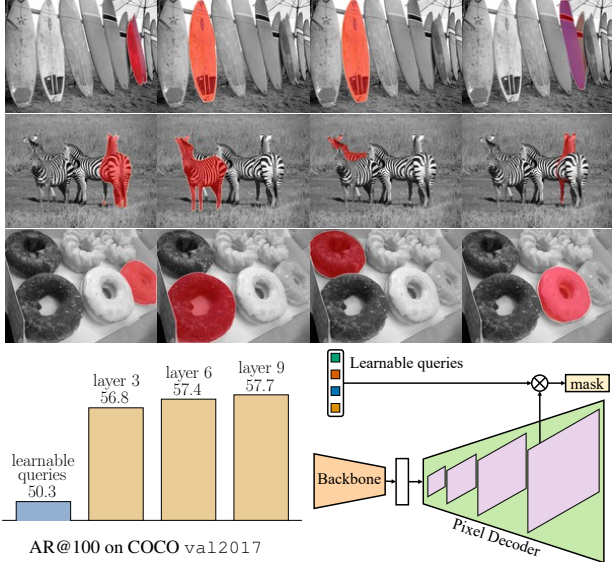 layer 3
56.8
layer 6
57.4
layer 9
57.7
learnable
queries
50.3
AR@100 on COCO val2017
Learnable queries
mask
Backbone
Pixel Decoder